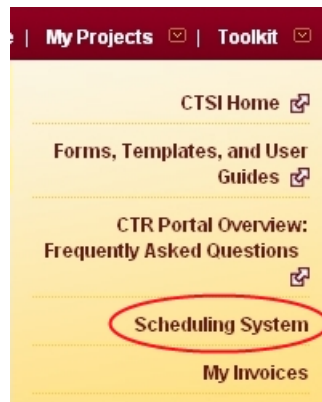 | My Projects | Toolkit
CTSI Home
Forms, Templates, and User
Guides
CTR Portal Overview:
Frequently Asked Questions
Scheduling System
My Invoices